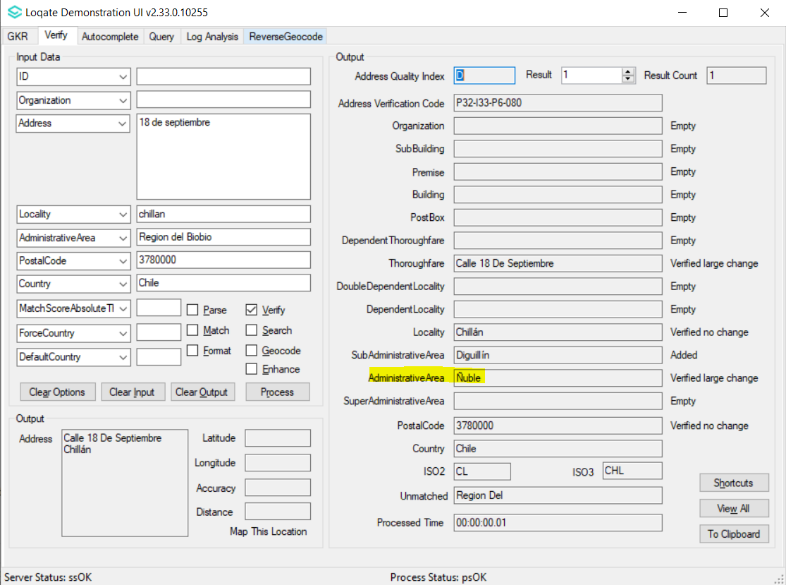 Loqate Demonstration UI v2.33.0.10255
GKR Verify Autocomplete Query Log Analysis ReverseGeocode
Input Data
ID
Organization
Address 18 de septiembre
Locality chillan
AdministrativeArea Region del Biobio
PostalCode 3780000
Country Chile
MatchScoreAbsoluteTl Parse Verify
ForceCountry Match Search
DefaultCountry Format Geocode
Enhance
Clear Options Clear Input Clear Output Process
Output
Address Calle 18 De Septiembre
Chillán
Latitude
Longitude
Accuracy
Distance
Map This Location
Output
Address Quality Index D Result 1 Result Count 1
Address Verification Code P32-I33-P6-080
Organization Empty
SubBuilding Empty
Premise Empty
Building Empty
PostBox Empty
DependentThoroughfare Empty
Thoroughfare Calle 18 De Septiembre Verified large change
DoubleDependentLocality Empty
DependentLocality Empty
Locality Chillán Verified no change
SubAdministrativeArea Diguillín Added
AdministrativeArea Ñuble Verified large change
SuperAdministrativeArea Empty
PostalCode 3780000 Verified no change
Country Chile
ISO2 CL ISO3 CHL
Unmatched Region Del
Processed Time 00:00:00.01
Shortcuts
View All
To Clipboard
Server Status: ssOK Process Status: psOK